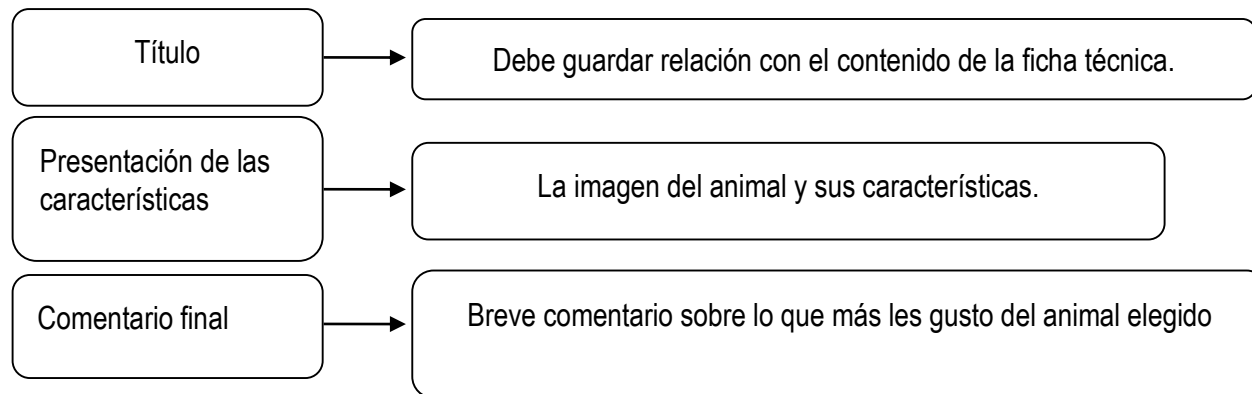 Título
Debe guardar relación con el contenido de la ficha técnica.
Presentación de las
características
La imagen del animal y sus características.
Comentario final
Breve comentario sobre lo que más les gusto del animal elegido